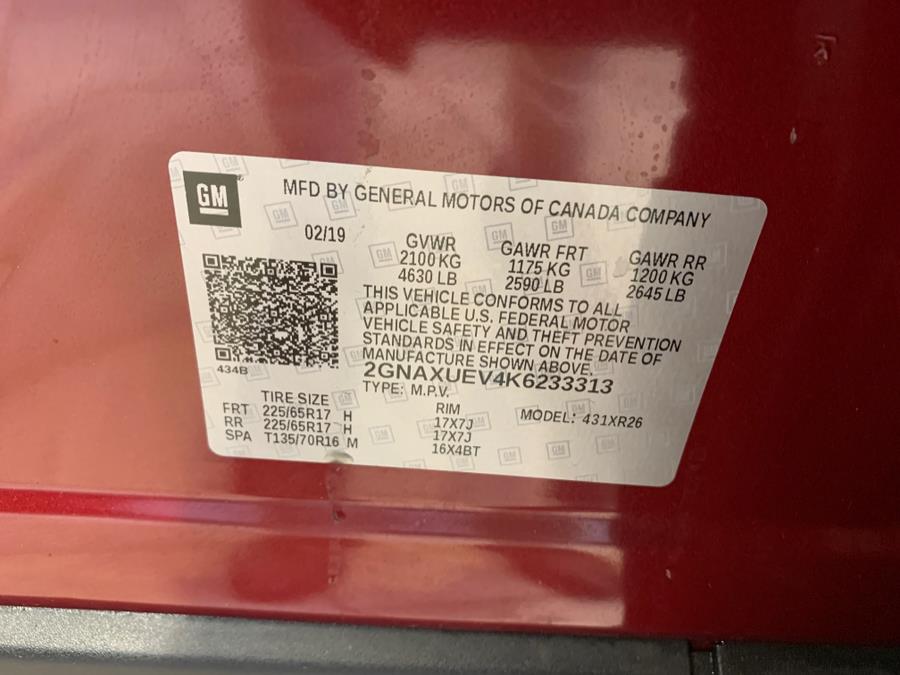 GM
MFD BY GENERAL MOTORS OF CANADA COMPANY
02/19
GVWR GAWR FRT GAWR RR
2100 KG 1175 KG 1200 KG
4630 LB 2590 LB 2645 LB
THIS VEHICLE CONFORMS TO ALL
APPLICABLE U.S. FEDERAL MOTOR
VEHICLE SAFETY AND THEFT PREVENTION
STANDARDS IN EFFECT ON THE DATE OF
MANUFACTURE SHOWN ABOVE.
434B
2GNAXUEV4K6233313
TYPE: M.P.V.
TIRE SIZE RIM MODEL: 431XR26
FRT 225/65R17 H 17X7J
RR 225/65R17 H 17X7J
SPA T135/70R16 M 16X4BT